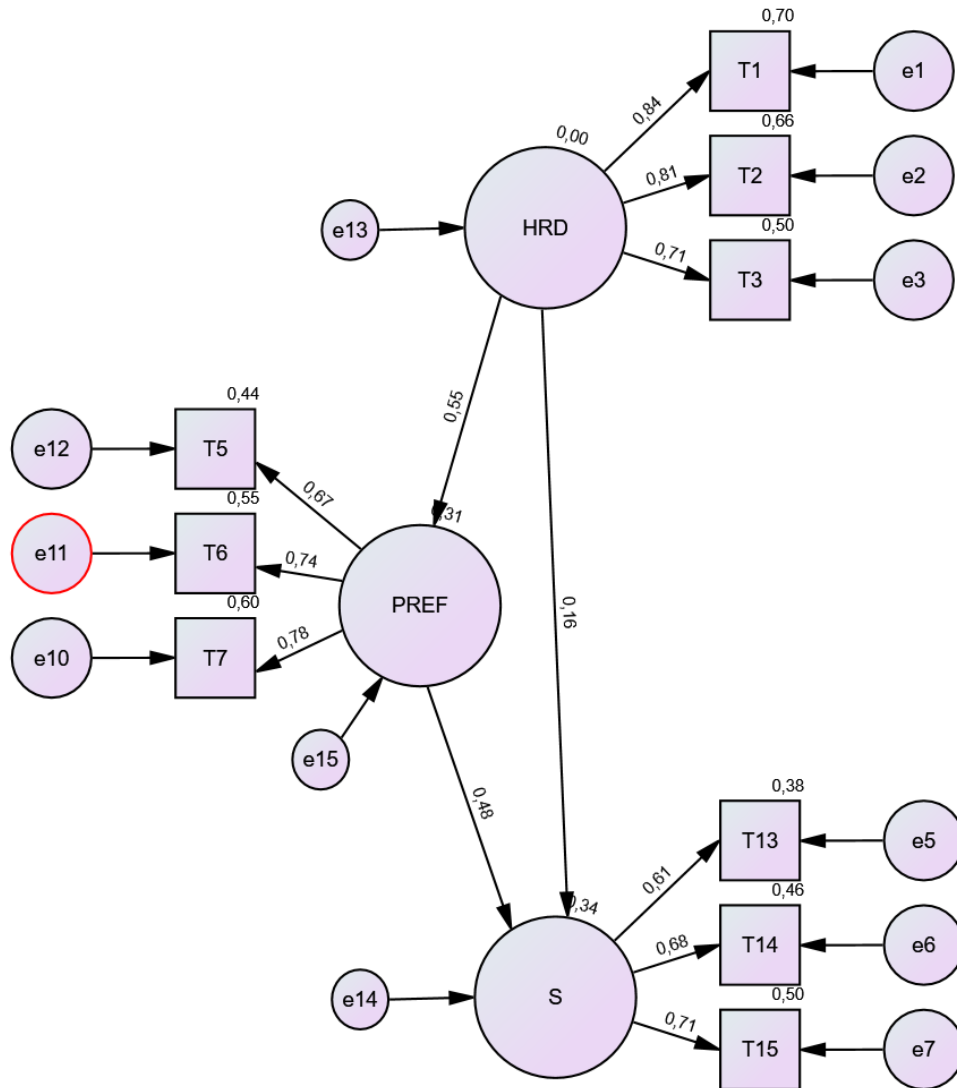 0,70
T1
e1
0,84
0,66
0,00
T2
e2
0,81
0,50
HRD
e13
0,71
T3
e3
0,55
0,44
e12
T5
0,67
0,55
0,31
e11
T6
0,74
0,60
PREF
0,16
e10
T7
0,78
e15
0,48
0,38
T13
e5
0,61
0,46
0,34
T14
e6
0,68
0,50
S
e14
0,71
T15
e7